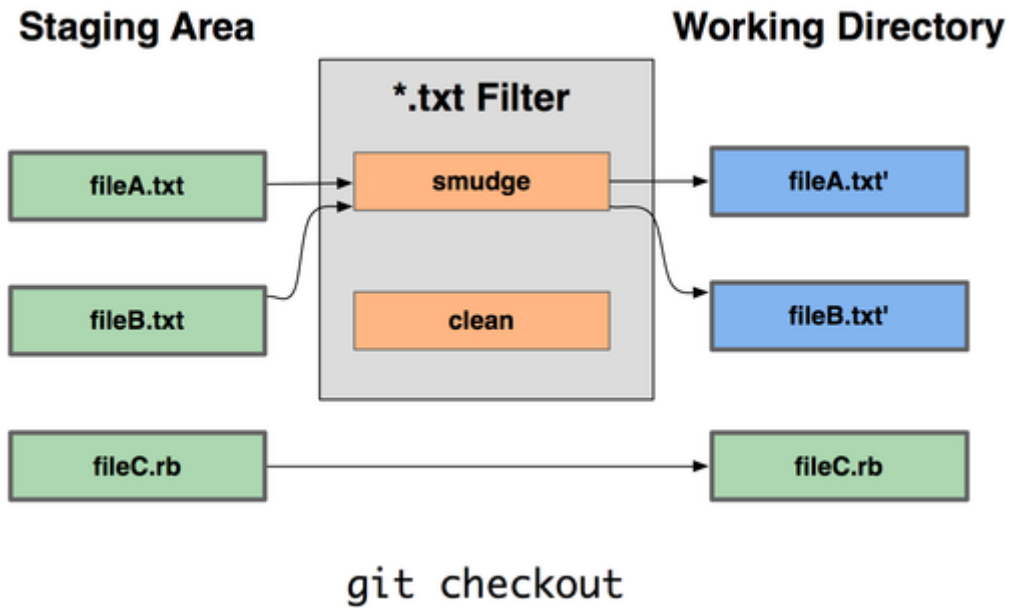 Staging Area
Working Directory
*.txt Filter
fileA.txt
smudge
fileA.txt'
fileB.txt
clean
fileB.txt'
fileC.rb
fileC.rb
git checkout